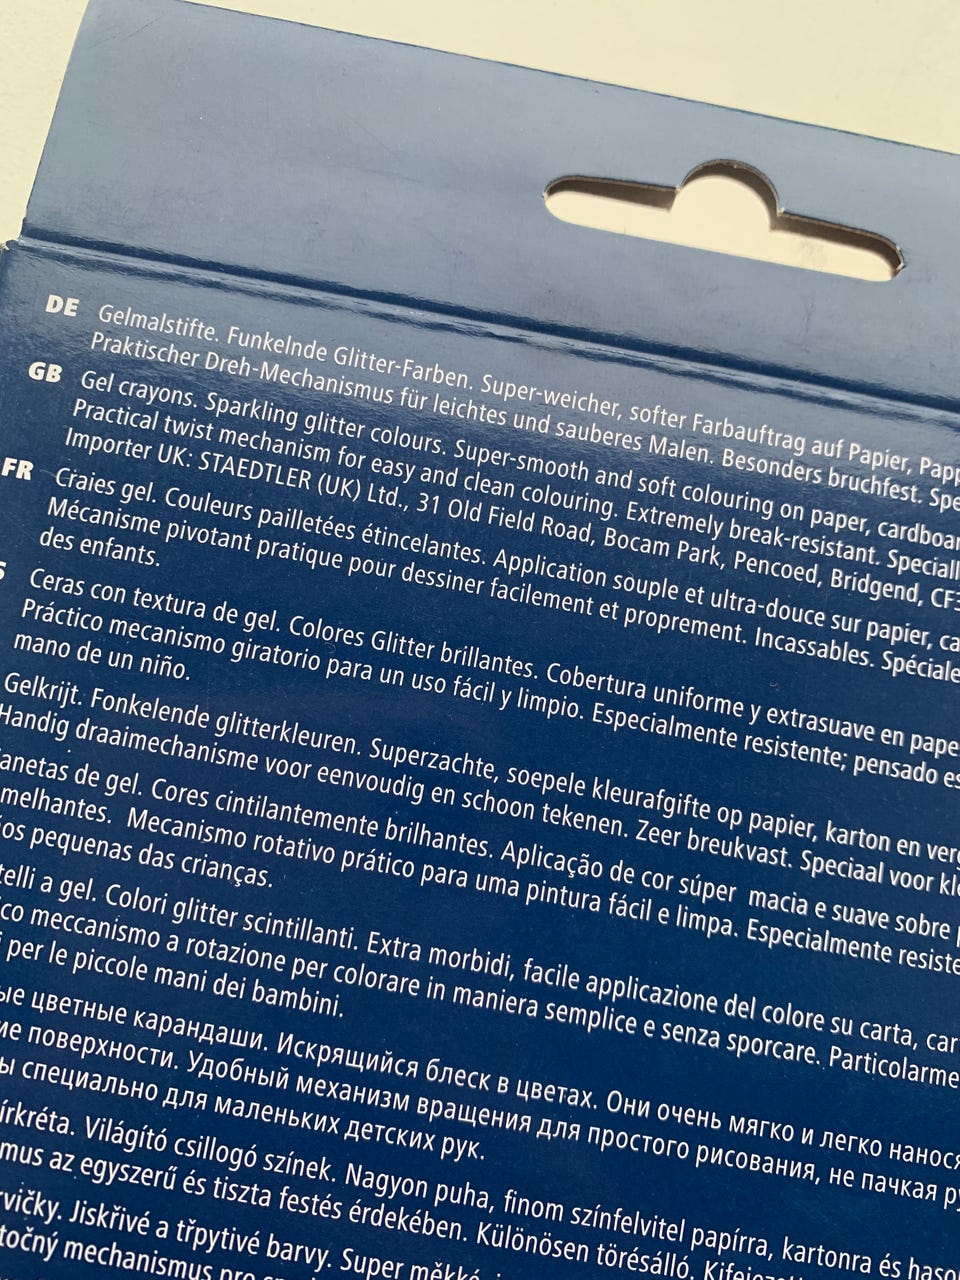 DE Gelmalstifte. Funkelnde Glitter-Farben. Super-weicher, softer Farbauftrag auf Papier,
Praktischer Dreh-Mechanismus für leichtes und sauberes Malen. Besonders bruchfest.
GB Gel crayons. Sparkling glitter colours. Super-smooth and soft colouring on paper,
Practical twist mechanism for easy and clean colouring. Extremely break-resistant.
Importer UK: STAEDTLER (UK) Ltd., 31 Old Field Road, Bocam Park, Pencoed, Bridgend,
FR Craies gel. Couleurs pailletées étincelantes. Application souple et ultra-douce sur papier,
Mécanisme pivotant pratique pour dessiner facilement et proprement. Incassables.
des enfants.
Ceras con textura de gel. Colores Glitter brillantes. Cobertura uniforme y extrasuave en
Práctico mecanismo giratorio para un uso fácil y limpio. Especialmente resistente; pensado
mano de un niño.
Gelkrijt. Fonkelende glitterkleuren. Superzachte, soepele kleurafgifte op papier, karton en
Handig draaimechanisme voor eenvoudig en schoon tekenen. Zeer breukvast. Speciaal voor
de gel. Cores cintilantemente brilhantes. Aplicação de cor súper macia e suave sobre
Mecanismo rotativo prático para uma pintura fácil e limpa. Especialmente
pequenas das crianças.
a gel. Colori glitter scintillanti. Extra morbidi, facile applicazione del colore su carta,
meccanismo a rotazione per colorare in maniera semplice e senza sporcare.
per le piccole mani dei bambini.
цветные карандаши. Искрящийся блеск в цветах. Они очень мягко и легко
поверхности. Удобный механизм вращения для простого рисования, не пачкая
специально для маленьких детских рук.
Világító csillogó színek. Nagyon puha, finom színfelvitel papírra, kartonra és
az egyszerű és tiszta festés érdekében. Különösen törésálló.
Jiskřivé a třpytivé barvy. Super
mechanismus pro